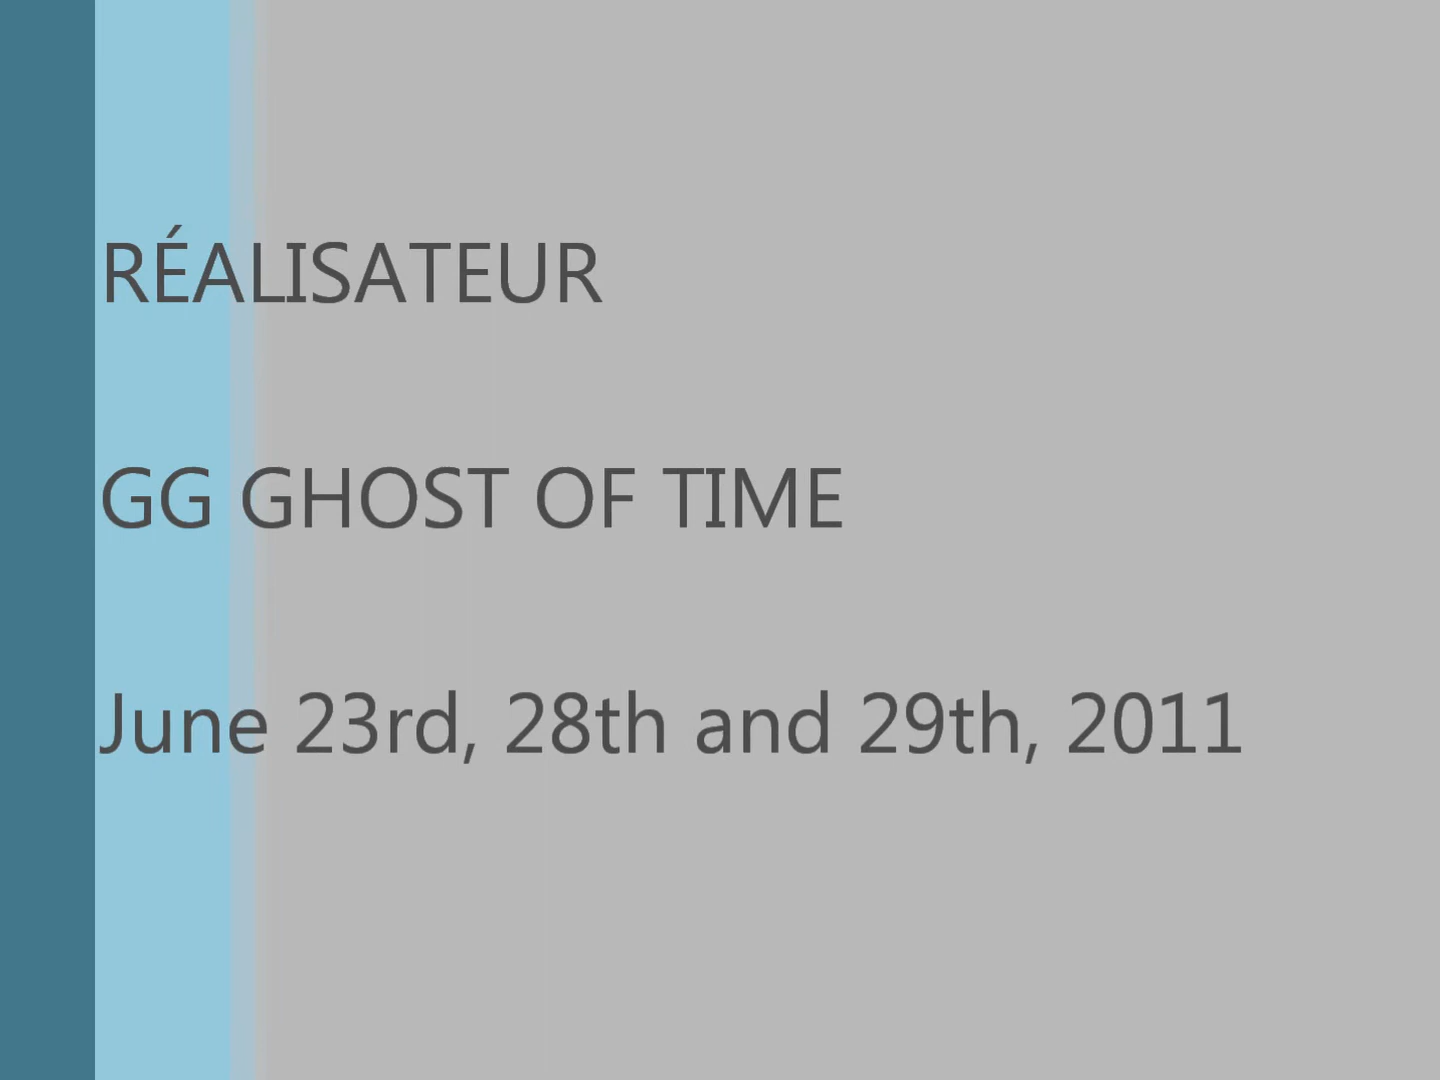 RÉALISATEUR
GG GHOST OF TIME
June 23rd, 28th and 29th, 2011